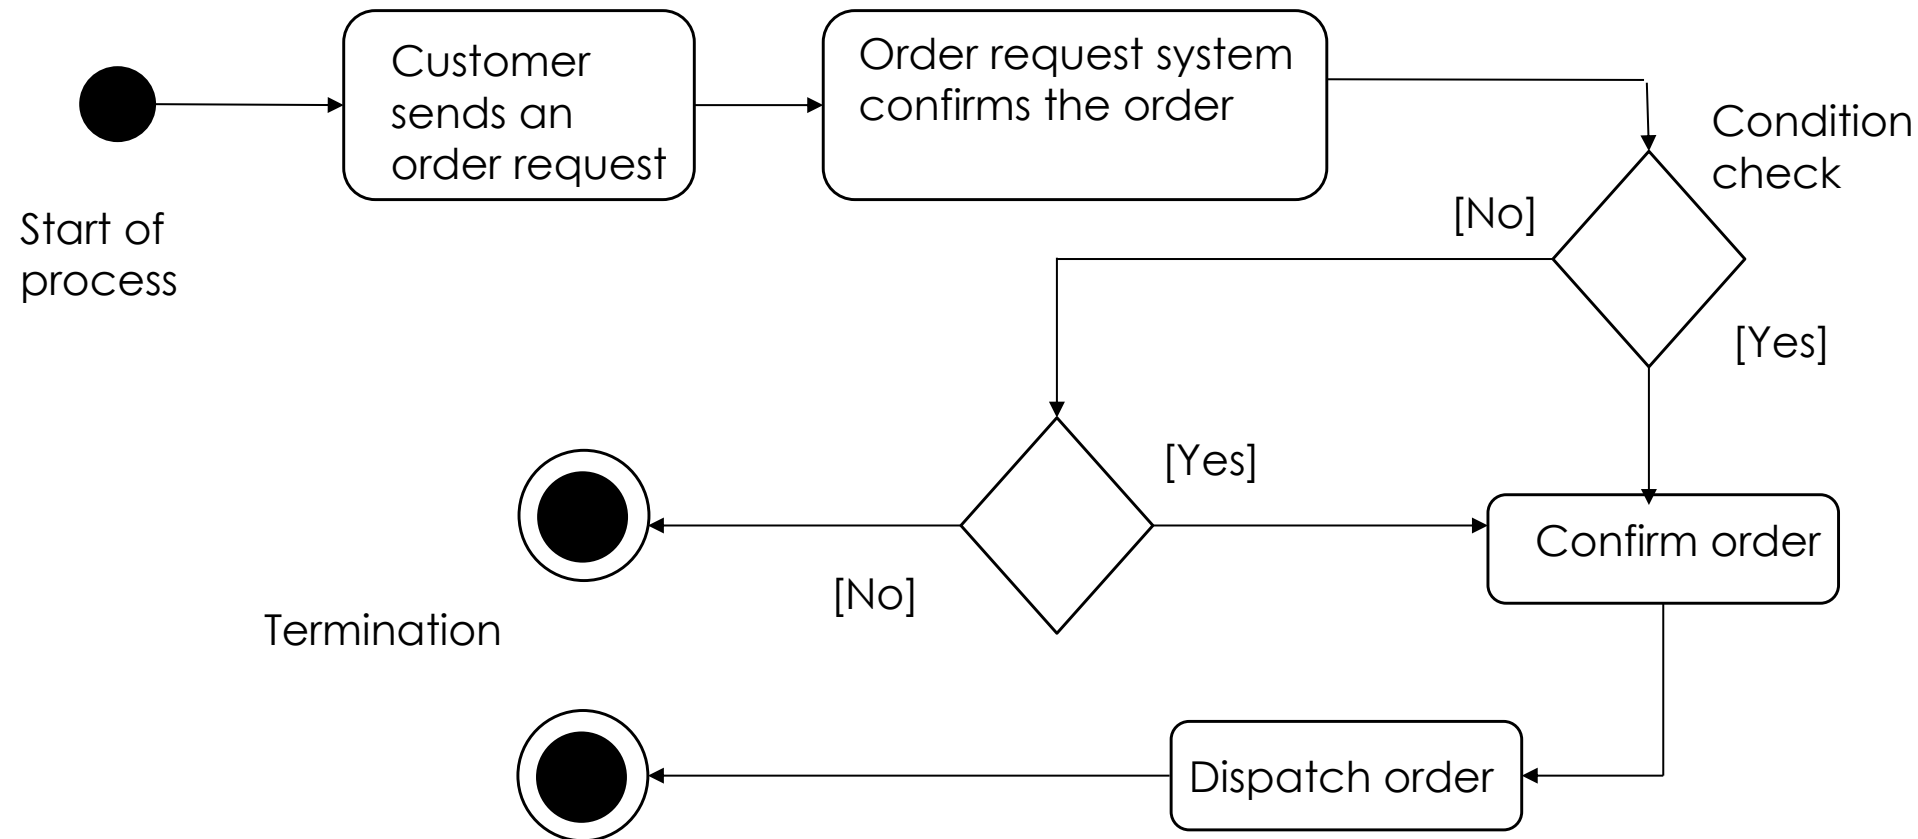 Customer
sends an
order request
Order request system
confirms the order
Condition
check
Start of
process
[No]
[Yes]
[Yes]
Confirm order
[No]
Termination
Dispatch order